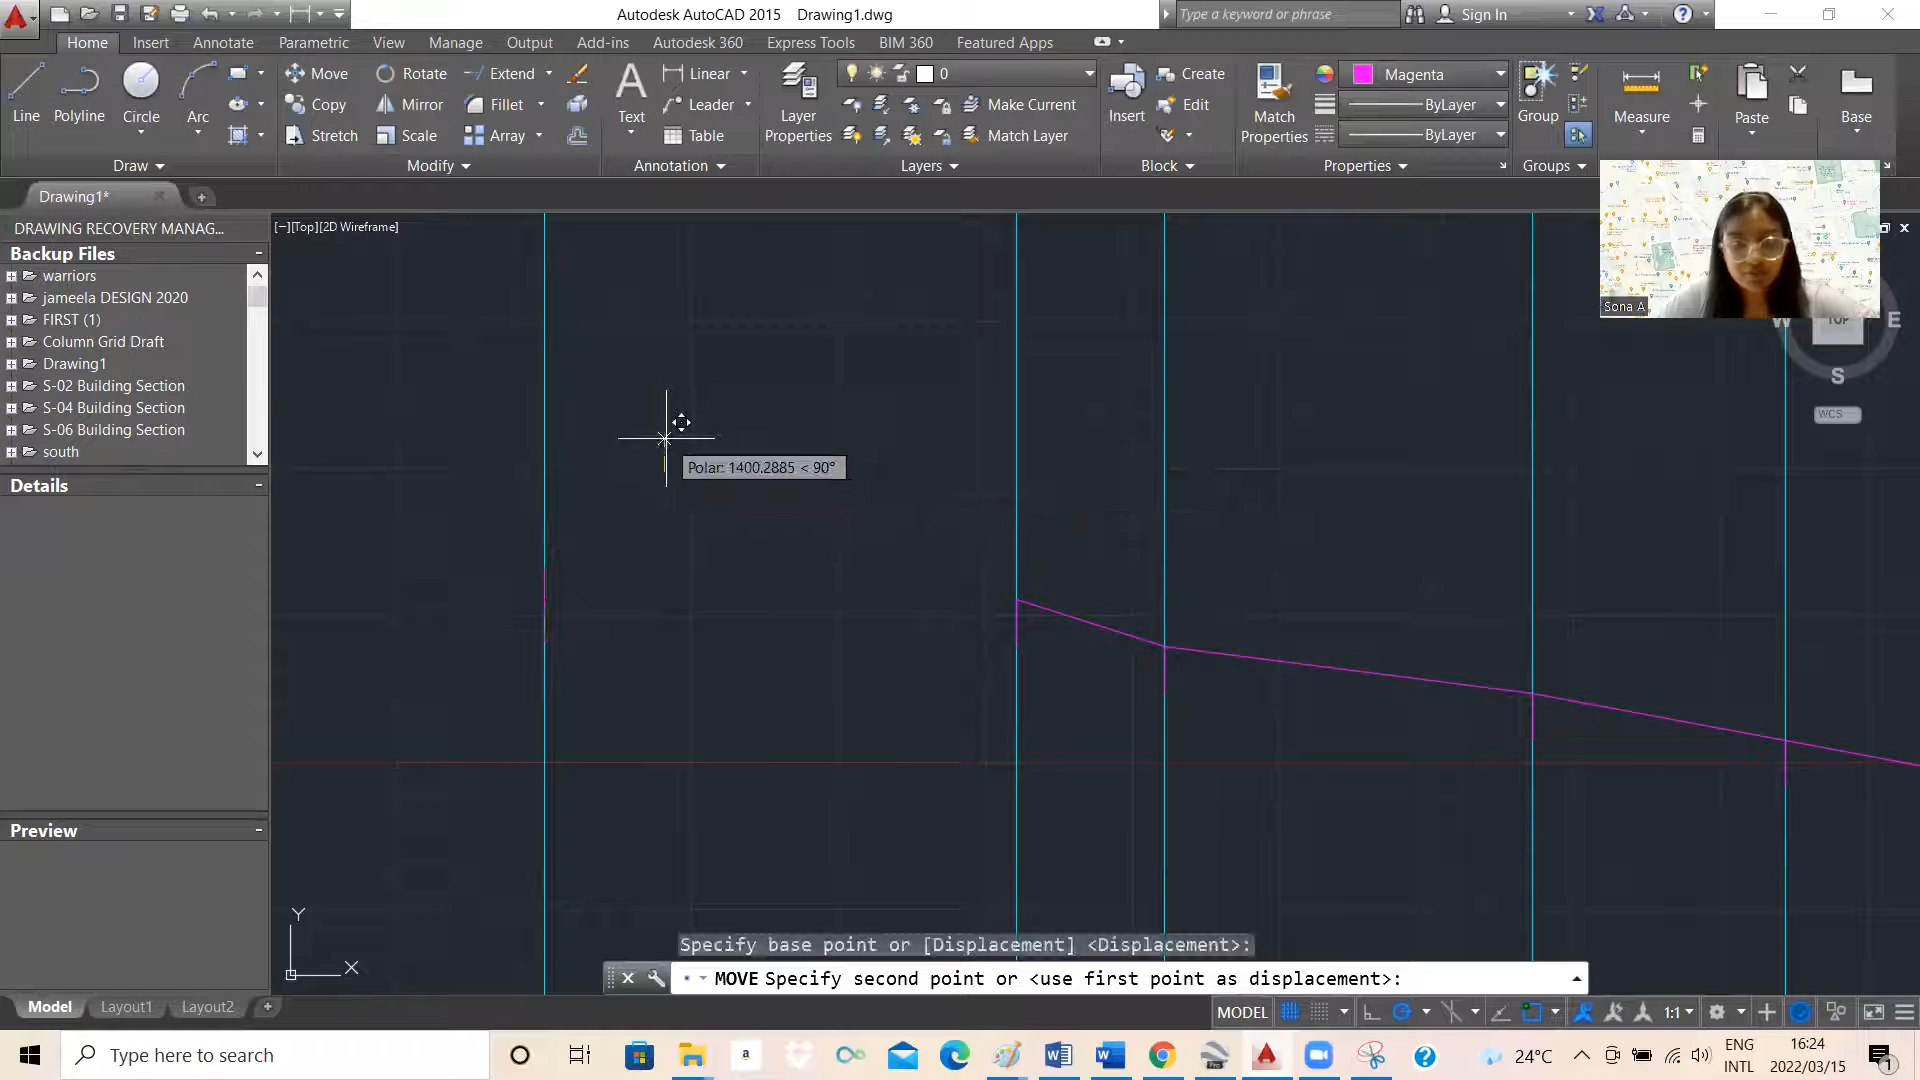 Autodesk AutoCAD 2015 Drawing1.dwg
Type a keyword or phrase
Sign In
Home Insert Annotate Parametric View Manage Output Add-ins Autodesk 360 Express Tools BIM 360 Featured Apps
Line
Polyline
Circle
Arc
Move
Rotate
Extend
Copy
Mirror
Fillet
Stretch
Scale
Array
Text
Linear
Leader
Table
Layer
Properties
0
Make Current
Match Layer
Insert
Create
Edit
Match
Properties
Magenta
ByLayer
ByLayer
Group
Measure
Paste
Base
Draw
Modify
Annotation
Layers
Block
Properties
Groups
Drawing1*
DRAWING RECOVERY MANAG...
Backup Files
warriors
jameela DESIGN 2020
FIRST (1)
Column Grid Draft
Drawing1
S-02 Building Section
S-04 Building Section
S-06 Building Section
south
Details
Preview
[−][Top][2D Wireframe]
Polar: 1400.2885 < 90°
Sona A
W
TOP
E
S
WCS
Y
X
Specify base point or [Displacement] <Displacement>:
MOVE Specify second point or <use first point as displacement>:
Model Layout1 Layout2
MODEL
1:1
Type here to search
24°C
ENG
INTL
16:24
2022/03/15
1